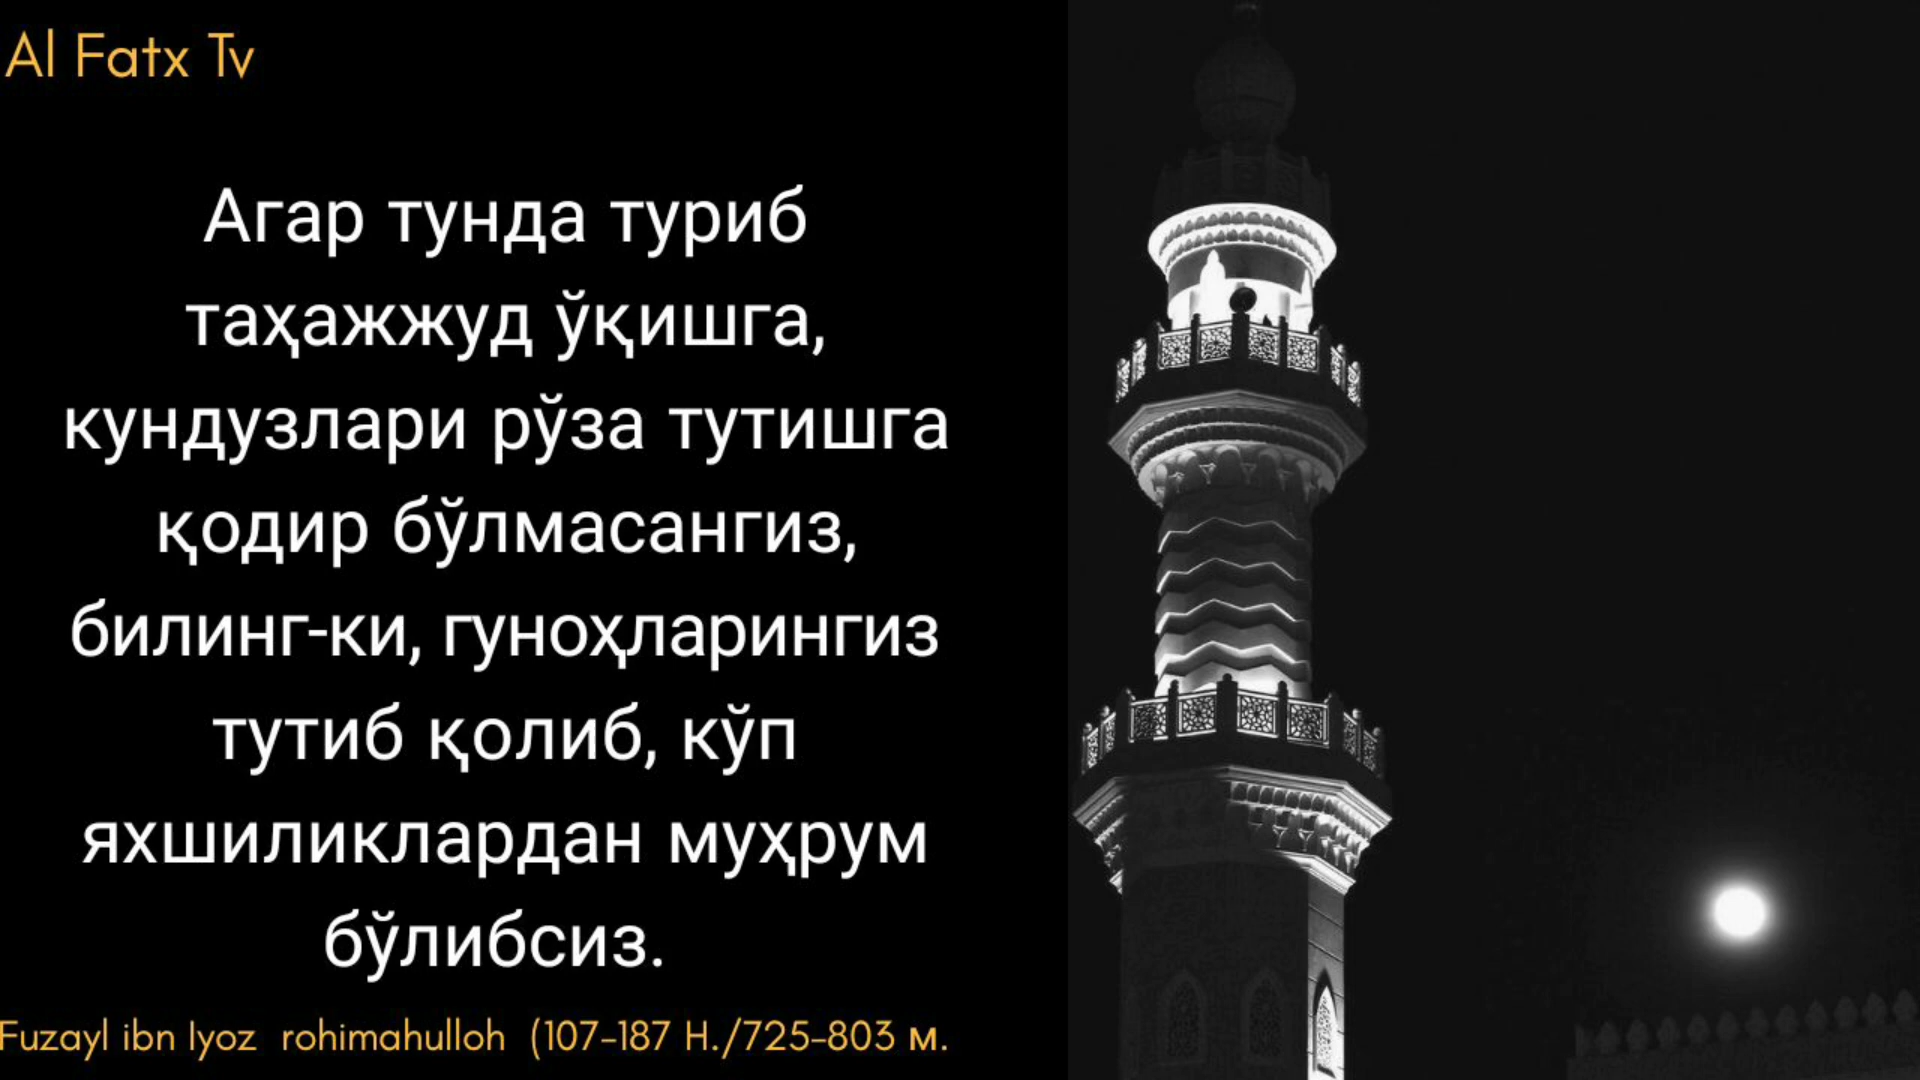 Al Fatx Tv
Агар тунда туриб
таҳажжуд ўқишга,
кундузлари рўза тутишга
қодир бўлмасангиз,
билинг-ки, гуноҳларингиз
тутиб қолиб, кўп
яхшиликлардан муҳрум
бўлибсиз.
Fuzayl ibn Iyoz rohimahulloh (107-187 H./725-803 м.